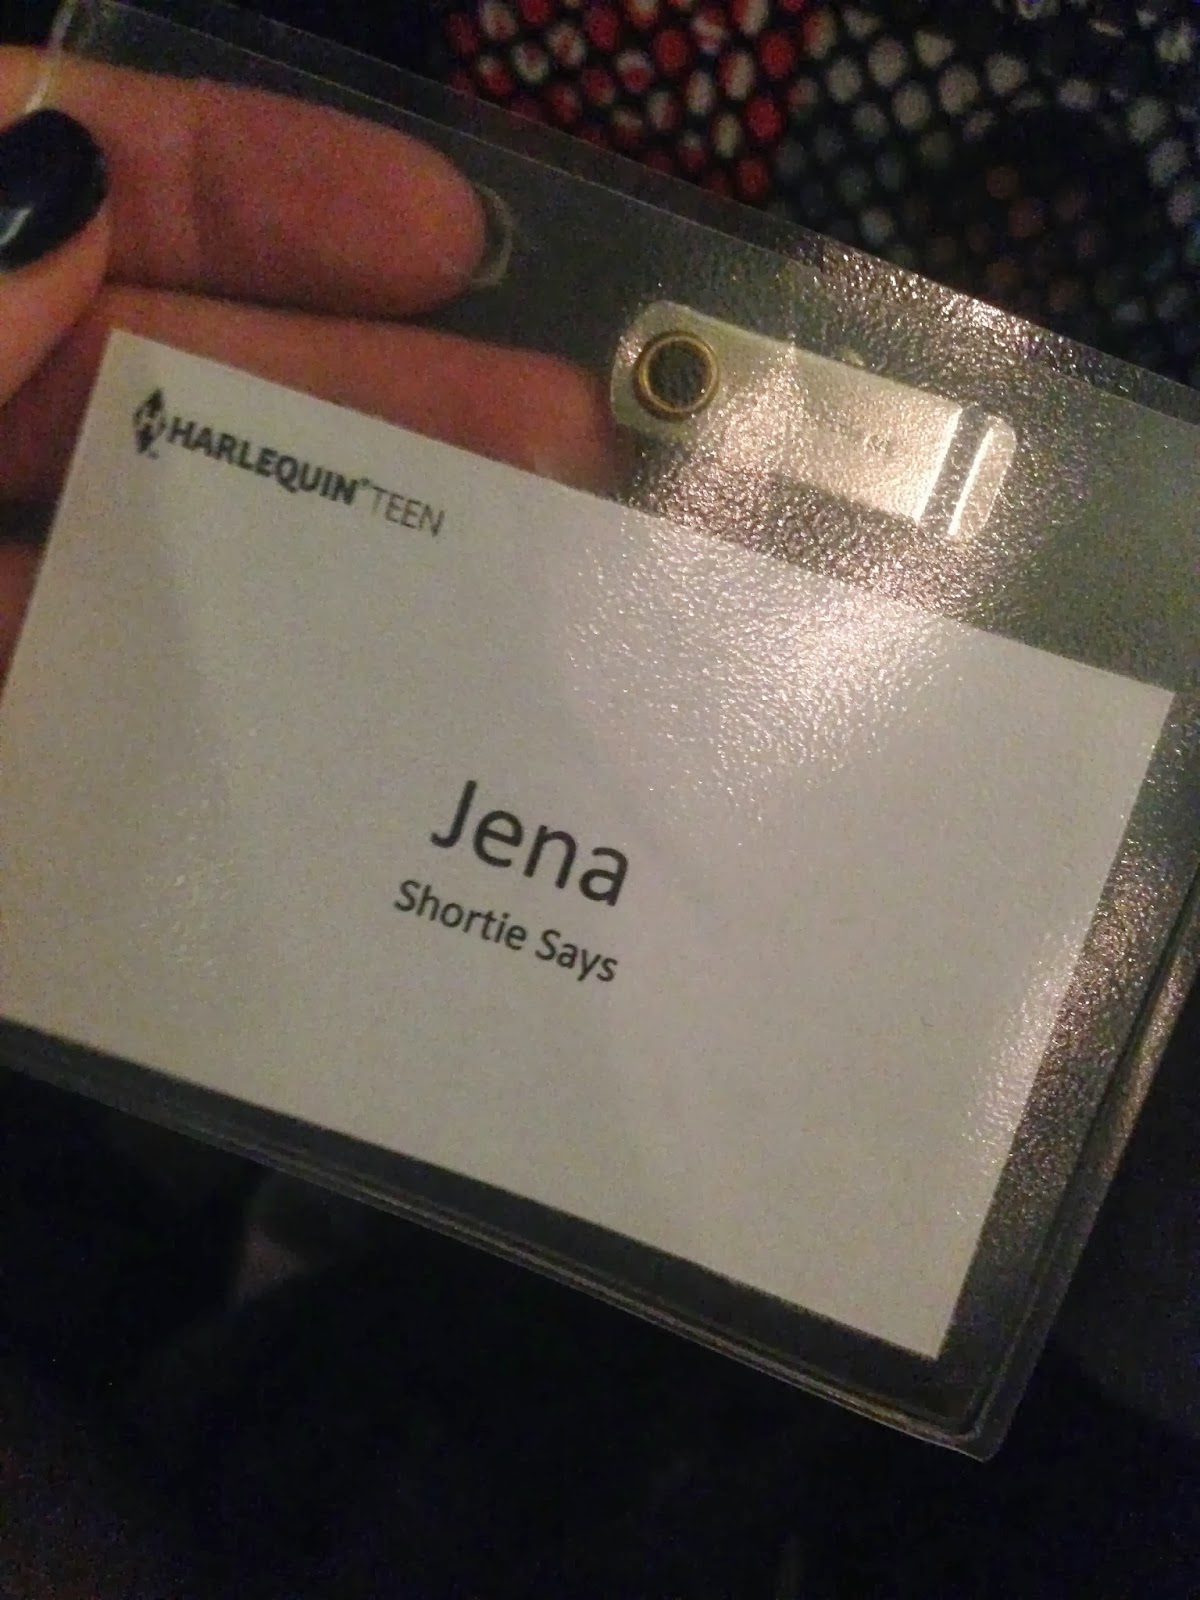 HARLEQUIN® TEEN
Jena
Shortie Says